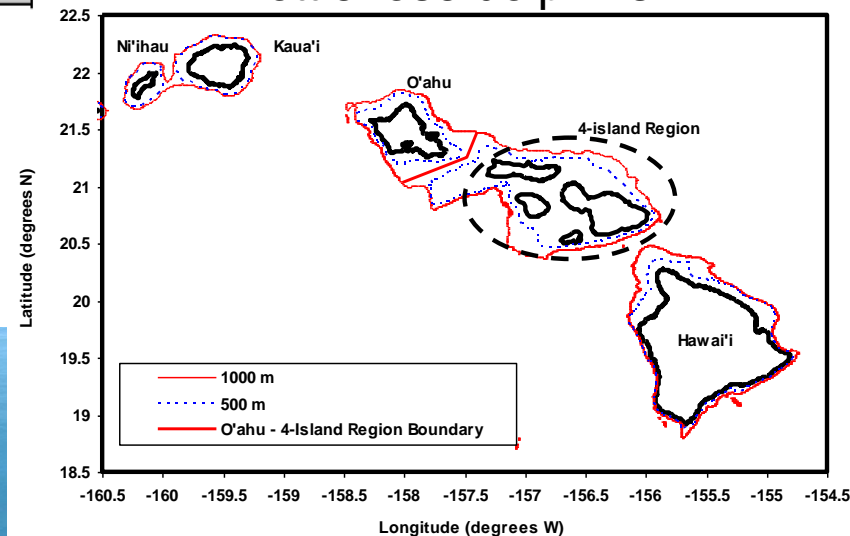 22.5
Ni'ihau
Kaua'i
22
O'ahu
21.5
4-island Region
21
20.5
20
Hawai'i
19.5
1000 m
500 m
19
O'ahu - 4-Island Region Boundary
18.5
-160.5 -160 -159.5 -159 -158.5 -158 -157.5 -157 -156.5 -156 -155.5 -155 -154.5
Longitude (degrees W)
Latitude (degrees N)